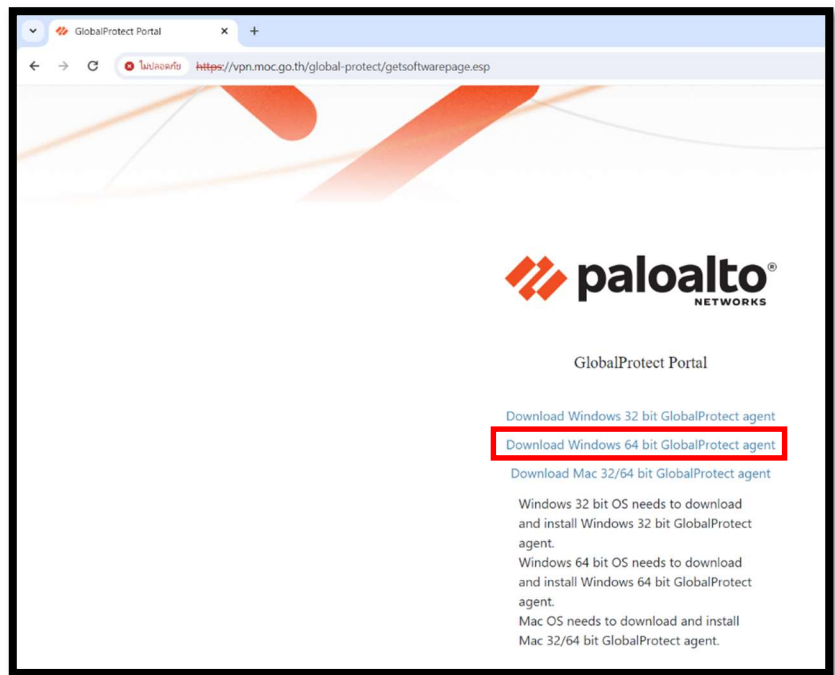 GlobalProtect Portal
ไม่ปลอดภัย https://vpn.moc.go.th/global-protect/getsoftwarepage.esp
paloalto®
NETWORKS
GlobalProtect Portal
Download Windows 32 bit GlobalProtect agent
Download Windows 64 bit GlobalProtect agent
Download Mac 32/64 bit GlobalProtect agent
Windows 32 bit OS needs to download
and install Windows 32 bit GlobalProtect
agent.
Windows 64 bit OS needs to download
and install Windows 64 bit GlobalProtect
agent.
Mac OS needs to download and install
Mac 32/64 bit GlobalProtect agent.